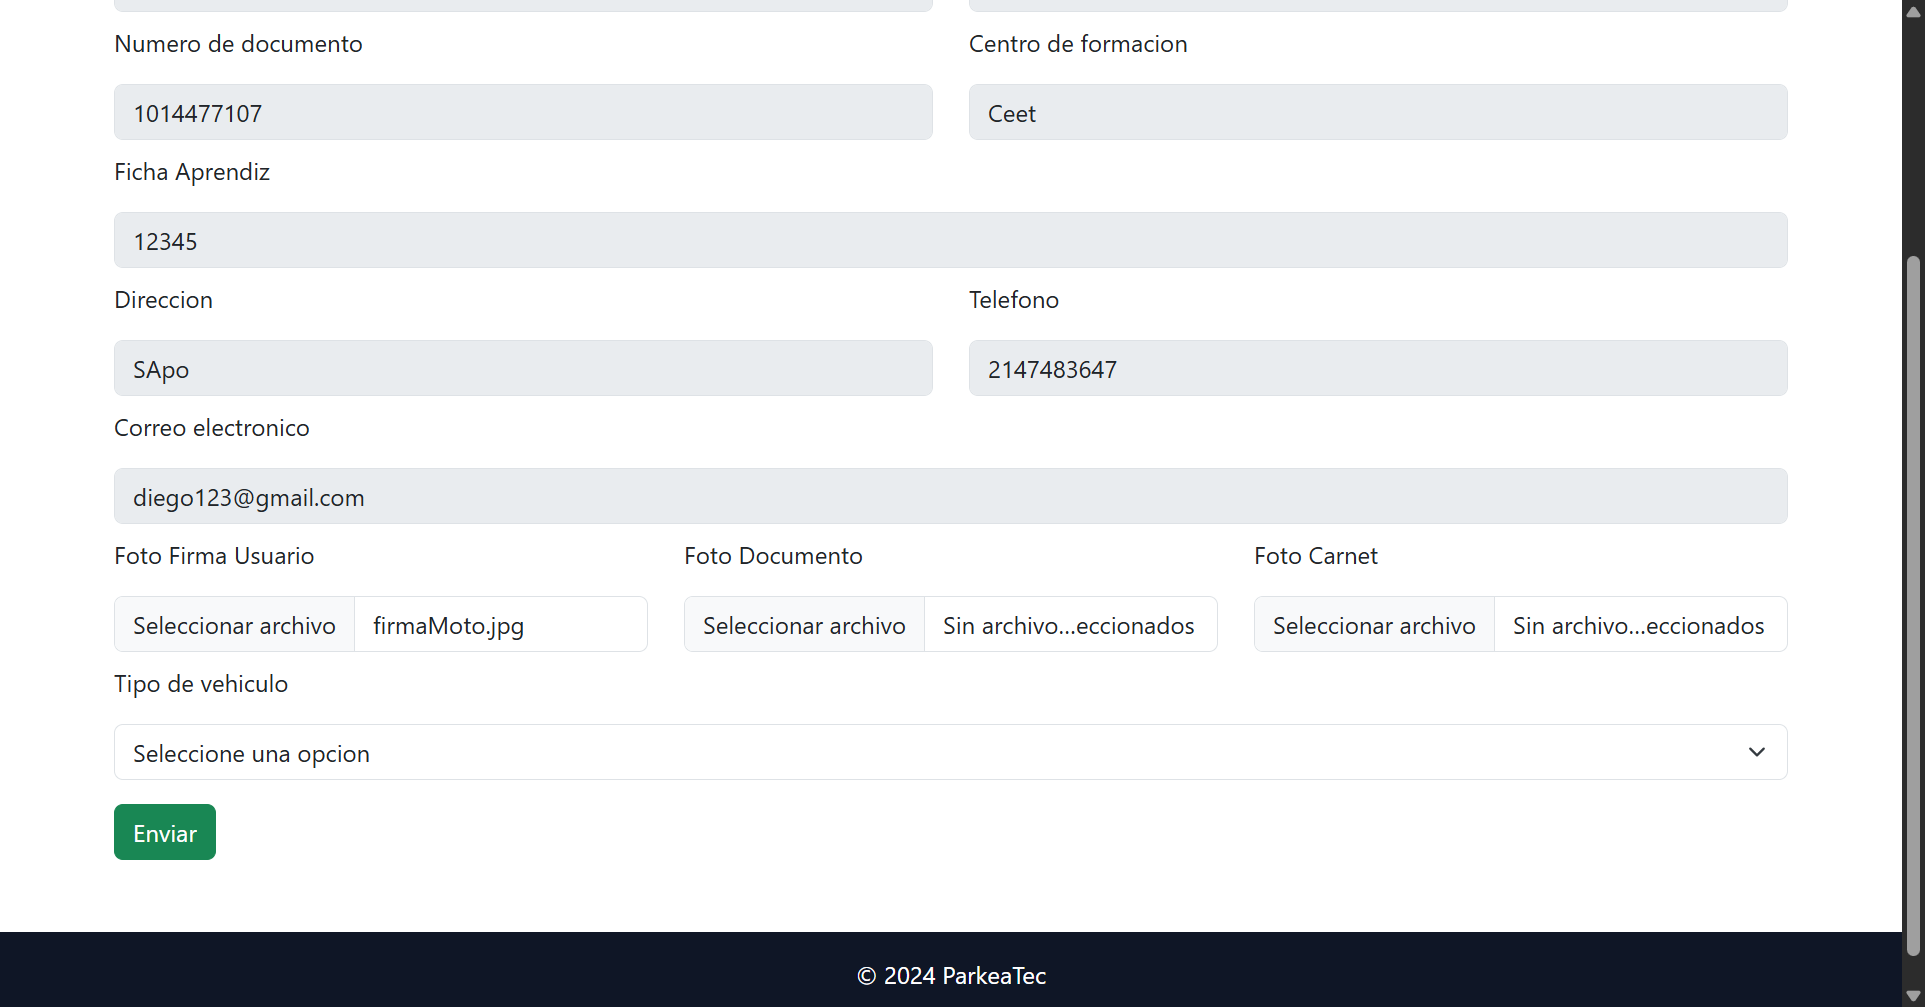 Numero de documento
Centro de formacion
1014477107
Ceet
Ficha Aprendiz
12345
Direccion
Telefono
SApo
2147483647
Correo electronico
diego123@gmail.com
Foto Firma Usuario
Foto Documento
Foto Carnet
Seleccionar archivo firmaMoto.jpg
Seleccionar archivo Sin archivo...eccionados
Seleccionar archivo Sin archivo...eccionados
Tipo de vehiculo
Seleccione una opcion
Enviar
© 2024 ParkeaTec